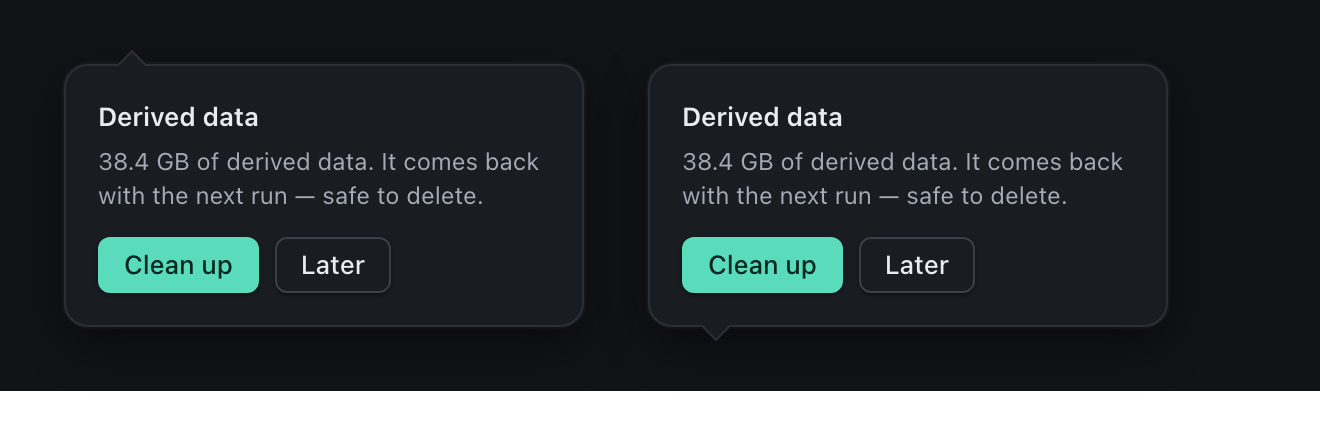 Derived data
38.4 GB of derived data. It comes back
with the next run — safe to delete.
Clean up
Later
Derived data
38.4 GB of derived data. It comes back
with the next run — safe to delete.
Clean up
Later